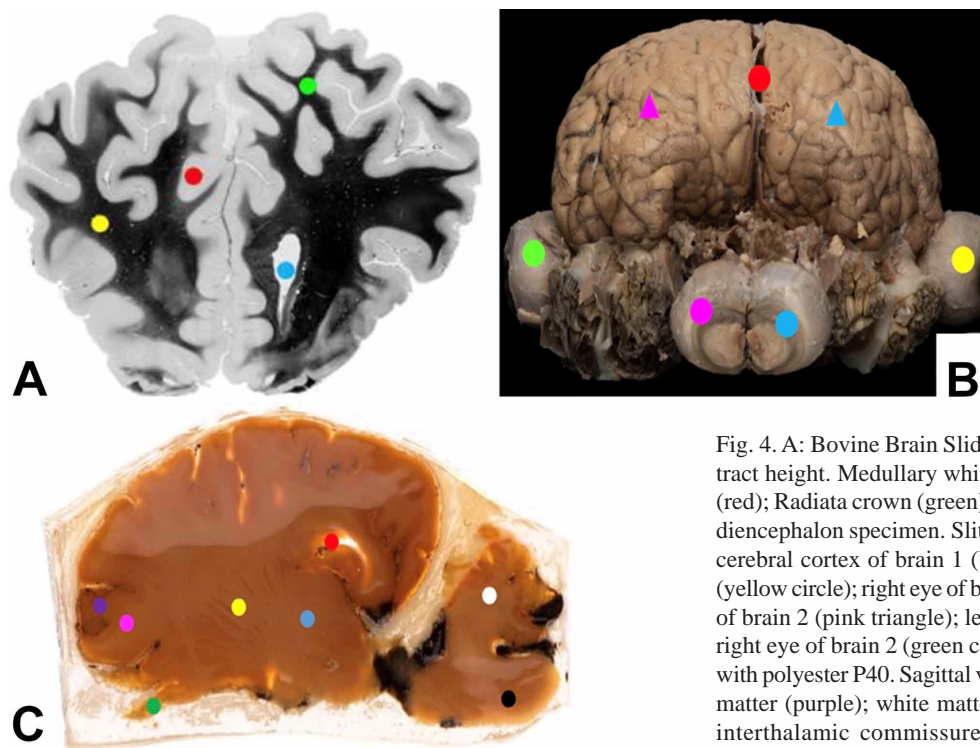 A
B
C
Fig. 4. A: Bovine Brain Slid
tract height. Medullary whi
(red); Radiata crown (green)
diencephalon specimen. Slit
cerebral cortex of brain 1 (
(yellow circle); right eye of b
of brain 2 (pink triangle); le
right eye of brain 2 (green c
with polyester P40. Sagittal v
matter (purple); white matt
interthalamic commissure